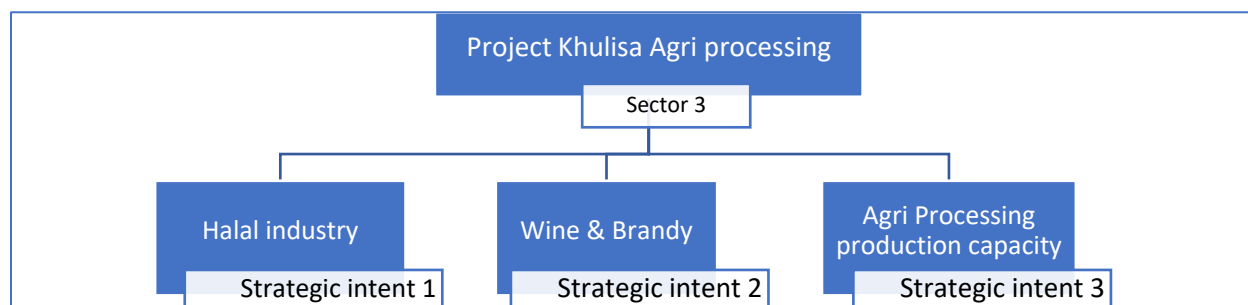 Project Khulisa Agri processing
Sector 3
Halal industry
Strategic intent 1
Wine & Brandy
Strategic intent 2
Agri Processing
production capacity
Strategic intent 3